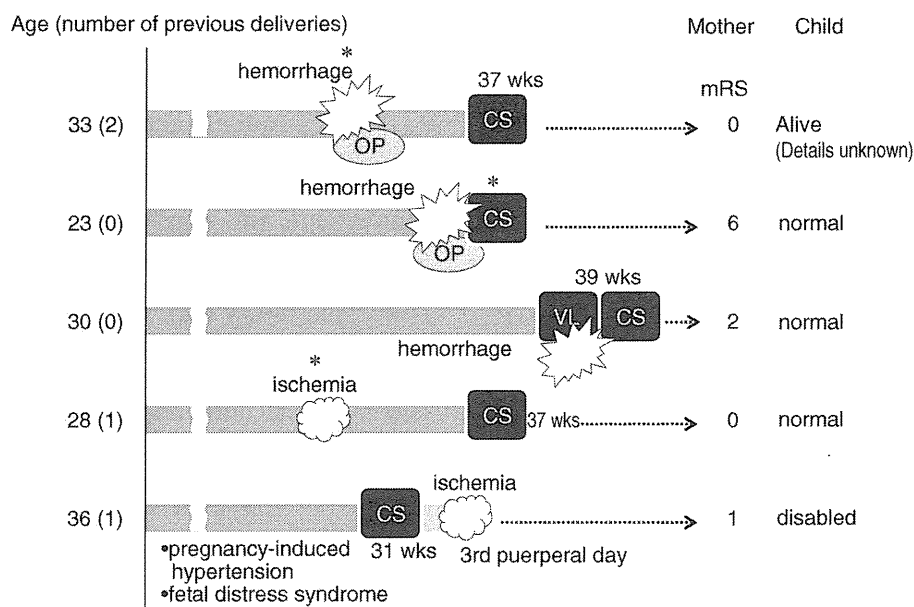 Age (number of previous deliveries) Mother Child
*
hemorrhage 37 wks mRS
33 (2) CS 0 Alive
OP (Details unknown)
hemorrhage *
23 (0) CS 6 normal
OP
39 wks
30 (0) VL CS 2 normal
hemorrhage
*
ischemia
28 (1) CS 37 wks 0 normal
ischemia
36 (1) CS 1 disabled
•pregnancy-induced 31 wks 3rd puerperal day
hypertension
•fetal distress syndrome